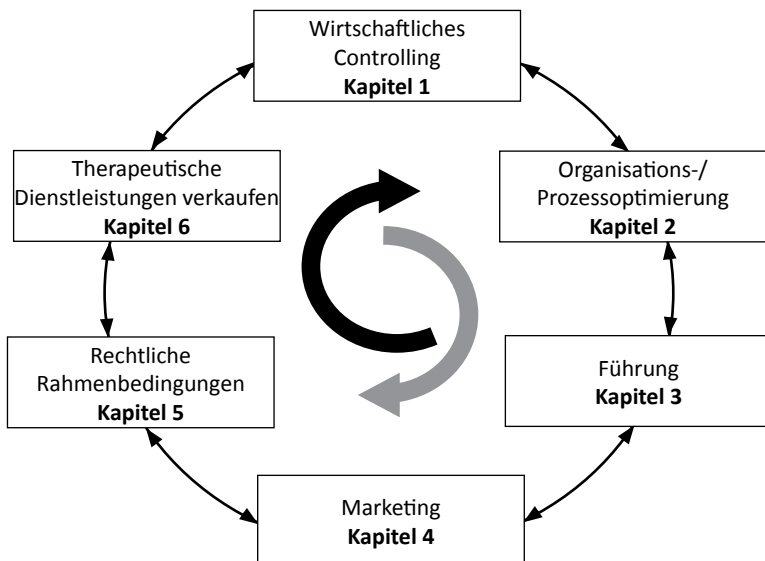 Wirtschaftliches
Controlling
Kapitel 1
Organisations-/
Prozessoptimierung
Kapitel 2
Führung
Kapitel 3
Marketing
Kapitel 4
Rechtliche
Rahmenbedingungen
Kapitel 5
Therapeutische
Dienstleistungen verkaufen
Kapitel 6